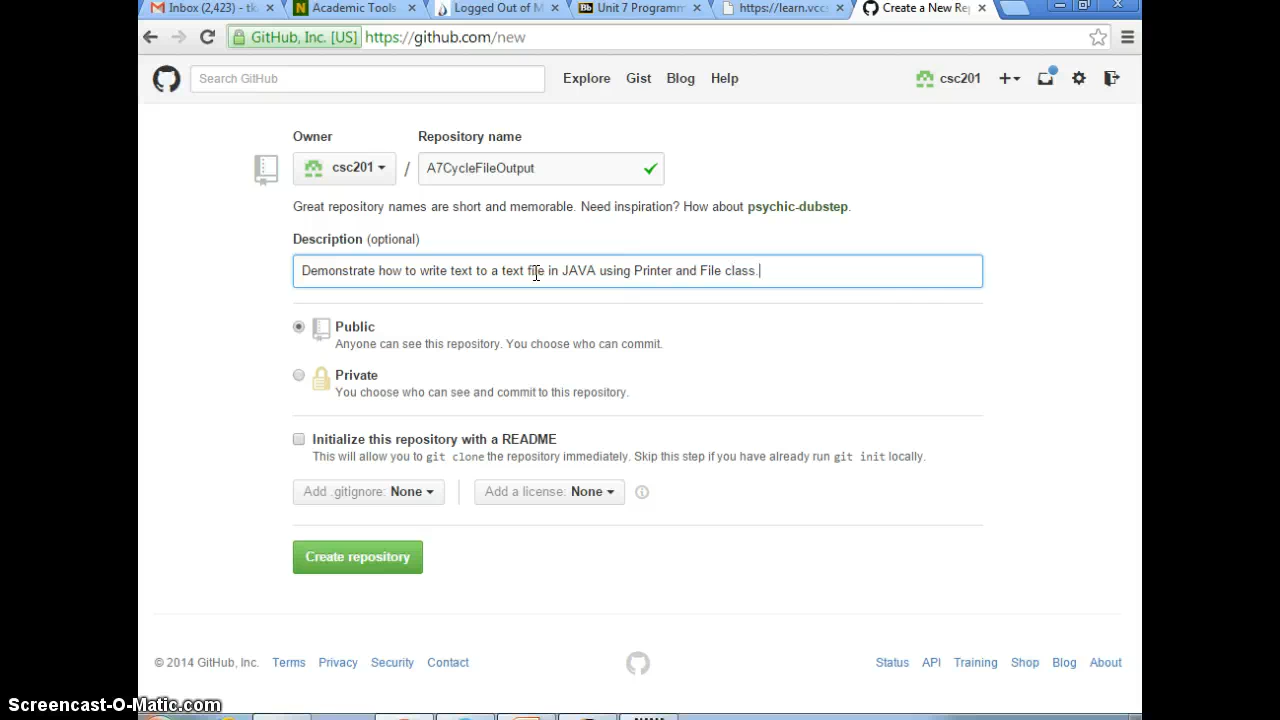 Inbox (2,423) - tk
Academic Tools
Logged Out of M
Bb Unit 7 Programm
https://learn.vccs
Create a New Rep
GitHub, Inc. [US] https://github.com/new
Search GitHub
Explore Gist Blog Help
csc201
Owner Repository name
csc201 / A7CycleFileOutput
Great repository names are short and memorable. Need inspiration? How about psychic-dubstep.
Description (optional)
Demonstrate how to write text to a text file in JAVA using Printer and File class.
Public
Anyone can see this repository. You choose who can commit.
Private
You choose who can see and commit to this repository.
Initialize this repository with a README
This will allow you to git clone the repository immediately. Skip this step if you have already run git init locally.
Add .gitignore: None Add a license: None
Create repository
© 2014 GitHub, Inc. Terms Privacy Security Contact
Status API Training Shop Blog About
Screencast-O-Matic.com